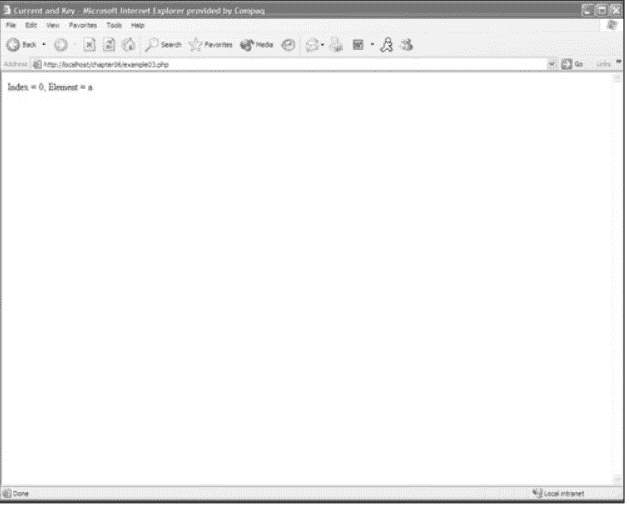 Current and Key - Microsoft Internet Explorer provided by Compaq
File Edit View Favorites Tools Help
Back Search Favorites Media
Address http://localhost/chapter06/example03.php Go Links »
Index = 0, Element = a
Done Local intranet